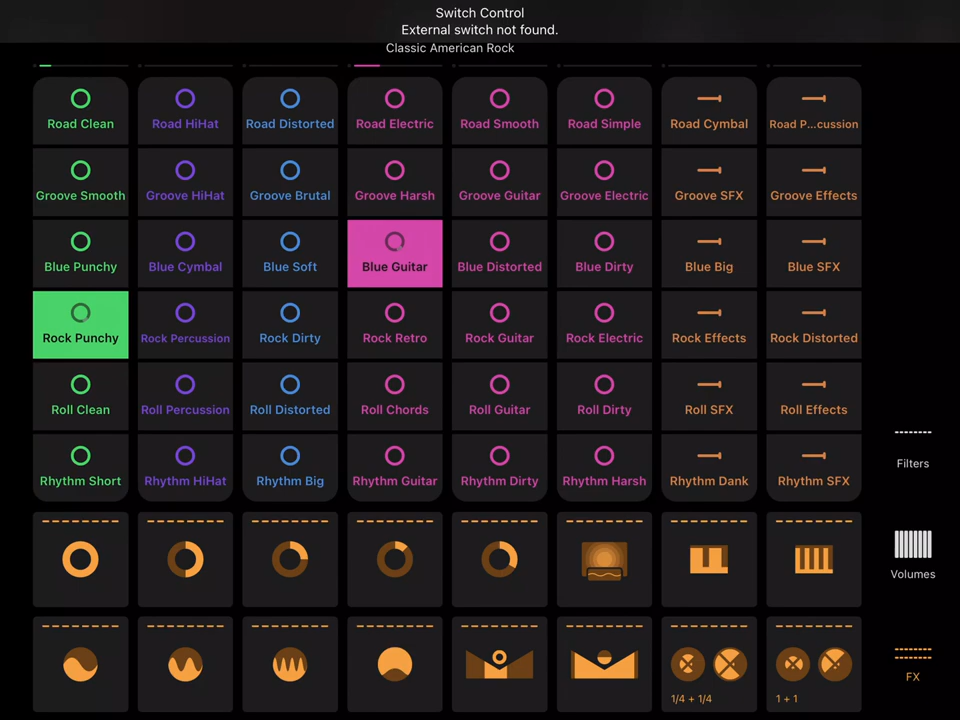 Switch Control
External switch not found.
Classic American Rock
Road Clean Road HiHat Road Distorted Road Electric Road Smooth Road Simple Road Cymbal Road P...cussion
Groove Smooth Groove HiHat Groove Brutal Groove Harsh Groove Guitar Groove Electric Groove SFX Groove Effects
Blue Punchy Blue Cymbal Blue Soft Blue Guitar Blue Distorted Blue Dirty Blue Big Blue SFX
Rock Punchy Rock Percussion Rock Dirty Rock Retro Rock Guitar Rock Electric Rock Effects Rock Distorted
Roll Clean Roll Percussion Roll Distorted Roll Chords Roll Guitar Roll Dirty Roll SFX Roll Effects
Filters
Rhythm Short Rhythm HiHat Rhythm Big Rhythm Guitar Rhythm Dirty Rhythm Harsh Rhythm Dank Rhythm SFX
Volumes
FX
1/4 + 1/4 1 + 1